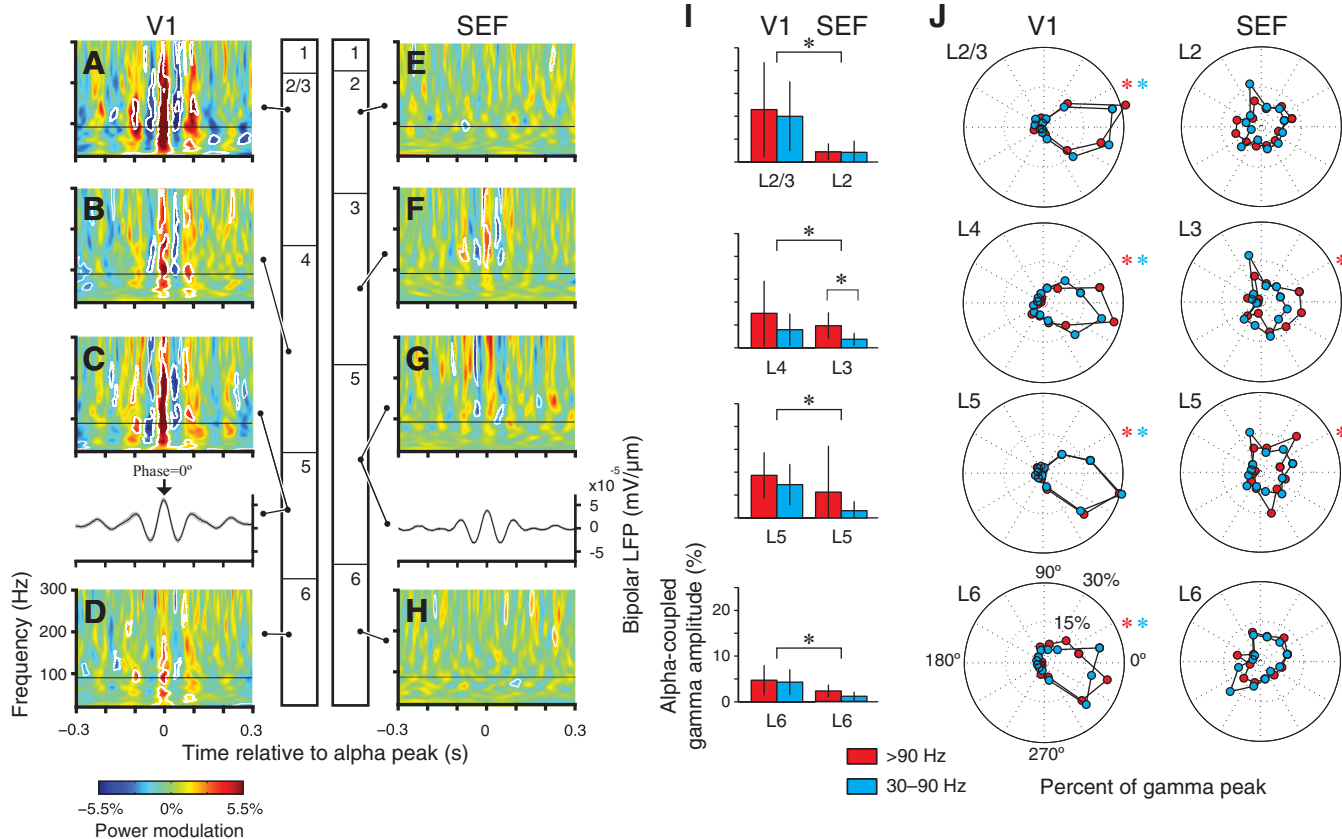 V1
SEF
A
1
2/3
4
5
6
1
2
3
5
6
E
B
F
C
G
Phase=0º
x10⁻⁵
5
0
-5
Bipolar LFP (mV/µm)
Frequency (Hz)
300
200
100
D
H
−0.3
0
0.3
−0.3
0
0.3
Time relative to alpha peak (s)
−5.5%
0%
5.5%
Power modulation
I
V1
SEF
*
L2/3
L2
*
*
L4
L3
*
L5
L5
Alpha-coupled
gamma amplitude (%)
20
10
0
*
L6
L6
>90 Hz
30–90 Hz
J
V1
SEF
L2/3
**
L2
L4
**
L3
*
L5
**
L5
*
90º
30%
L6
15%
**
L6
180º
0º
270º
Percent of gamma peak